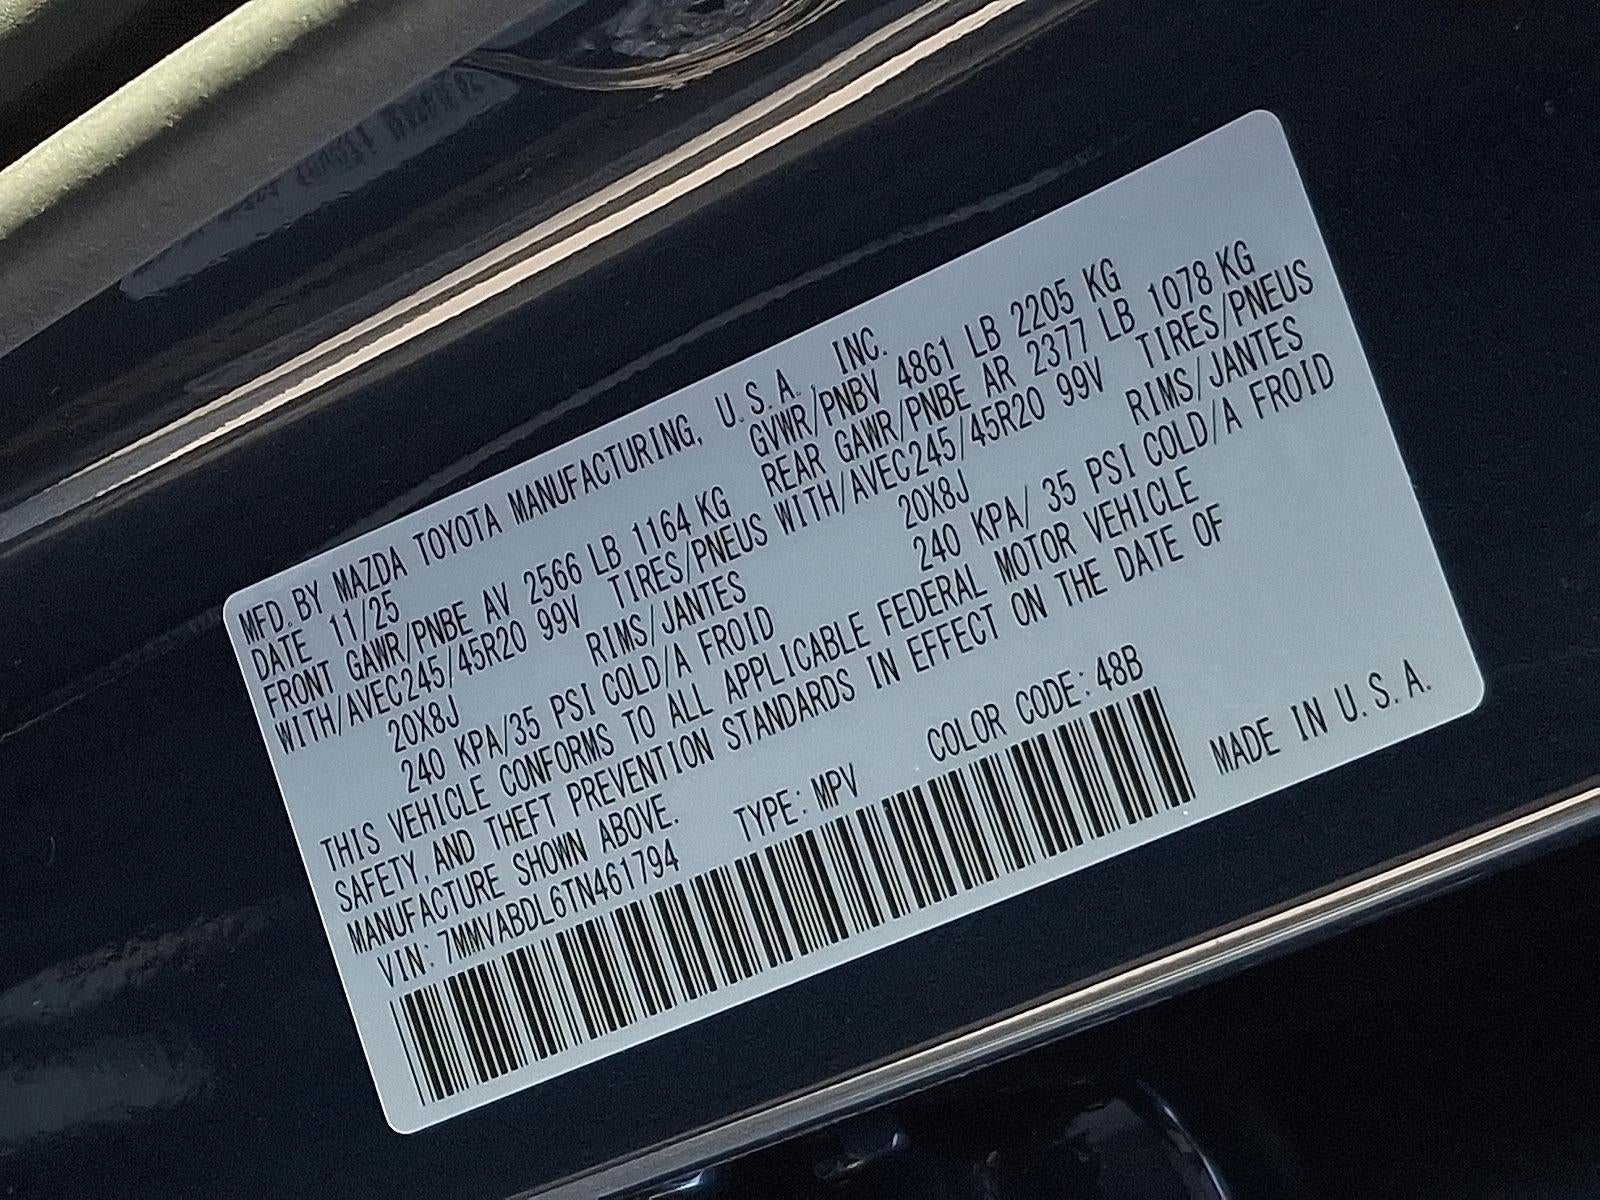 MFD. BY MAZDA TOYOTA MANUFACTURING, U.S.A., INC.
DATE 11/25 GVWR/PNBV 4861 LB 2205 KG
FRONT GAWR/PNBE AV 2566 LB 1164 KG REAR GAWR/PNBE AR 2377 LB 1078 KG
WITH/AVEC245/45R20 99V TIRES/PNEUS WITH/AVEC245/45R20 99V TIRES/PNEUS
20X8J RIMS/JANTES 20X8J RIMS/JANTES
240 KPA/35 PSI COLD/A FROID 240 KPA/ 35 PSI COLD/A FROID
THIS VEHICLE CONFORMS TO ALL APPLICABLE FEDERAL MOTOR VEHICLE
SAFETY, AND THEFT PREVENTION STANDARDS IN EFFECT ON THE DATE OF
MANUFACTURE SHOWN ABOVE.
VIN: 7MMVABDL6TN461794 TYPE: MPV COLOR CODE: 48B
MADE IN U.S.A.